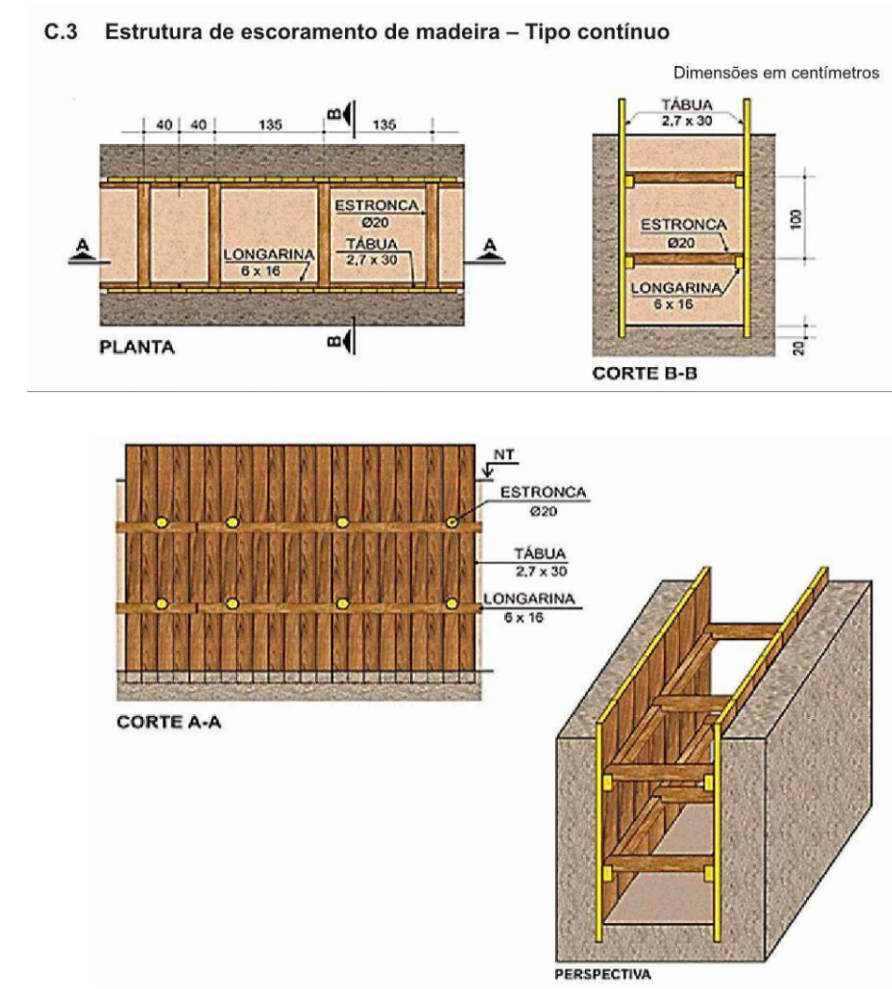 C.3 Estrutura de escoramento de madeira – Tipo contínuo
Dimensões em centímetros
40 40 135 B 135
ESTRONCA
Ø20
TÁBUA
2,7 x 30
LONGARINA
6 x 16
A A
B
PLANTA
TÁBUA
2,7 x 30
ESTRONCA
Ø20
LONGARINA
6 x 16
100
20
CORTE B-B
NT
ESTRONCA
Ø20
TÁBUA
2,7 x 30
LONGARINA
6 x 16
CORTE A-A
PERSPECTIVA